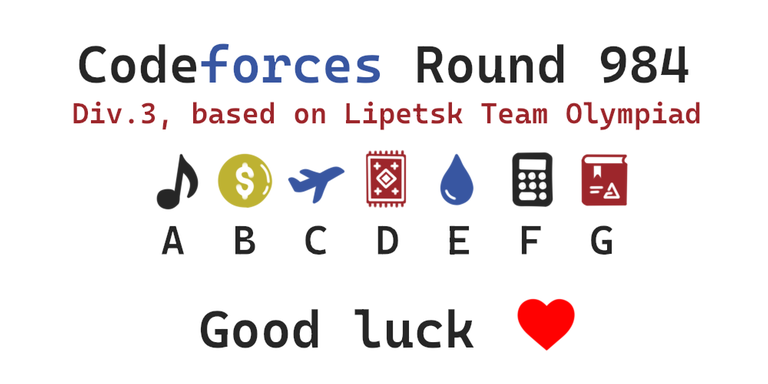 Codeforces Round 984
Div.3, based on Lipetsk Team Olympiad
$
A B C D E F G
Good luck